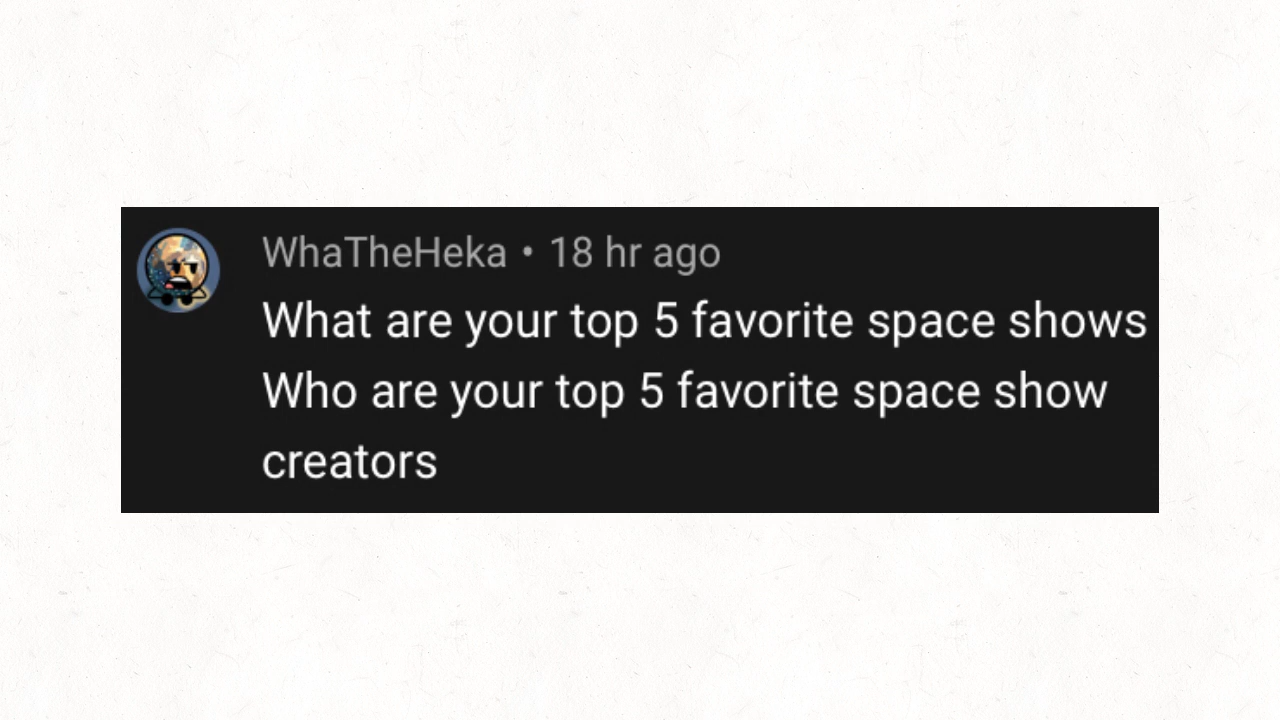 WhaTheHeka • 18 hr ago
What are your top 5 favorite space shows
Who are your top 5 favorite space show
creators